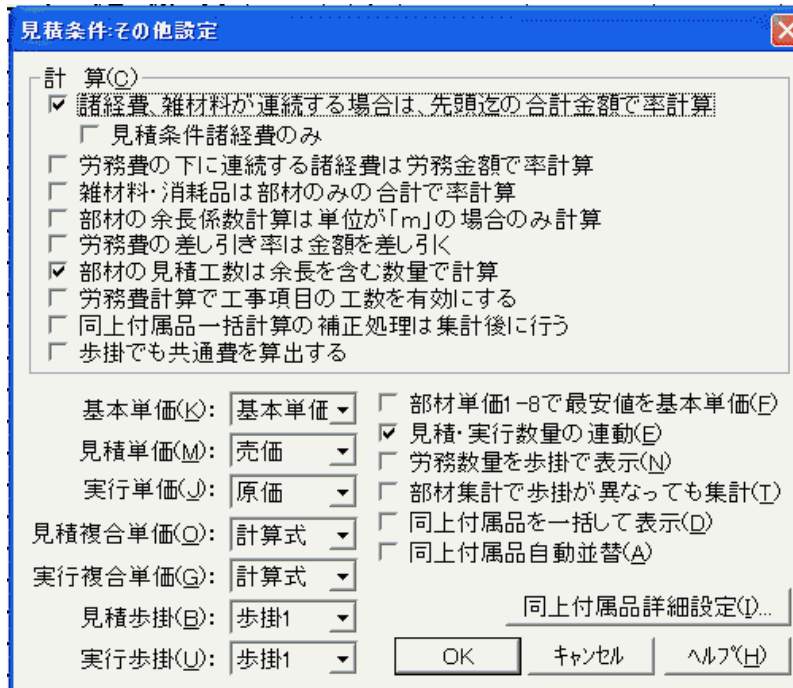 見積条件:その他設定
計 算(C)
諸経費、雑材料が連続する場合は、先頭迄の合計金額で率計算
見積条件諸経費のみ
労務費の下に連続する諸経費は労務金額で率計算
雑材料・消耗品は部材のみの合計で率計算
部材の余長係数計算は単位が「m」の場合のみ計算
労務費の差し引き率は金額を差し引く
部材の見積工数は余長を含む数量で計算
労務費計算で工事項目の工数を有効にする
同上付属品一括計算の補正処理は集計後に行う
歩掛でも共通費を算出する
基本単価(K): 基本単価
見積単価(M): 売価
実行単価(J): 原価
見積複合単価(O): 計算式
実行複合単価(G): 計算式
見積歩掛(B): 歩掛1
実行歩掛(U): 歩掛1
部材単価1-8で最安値を基本単価(F)
見積・実行数量の連動(E)
労務数量を歩掛で表示(N)
部材集計で歩掛が異なっても集計(T)
同上付属品を一括して表示(D)
同上付属品自動並替(A)
同上付属品詳細設定(I)...
OK キャンセル ヘルプ(H)